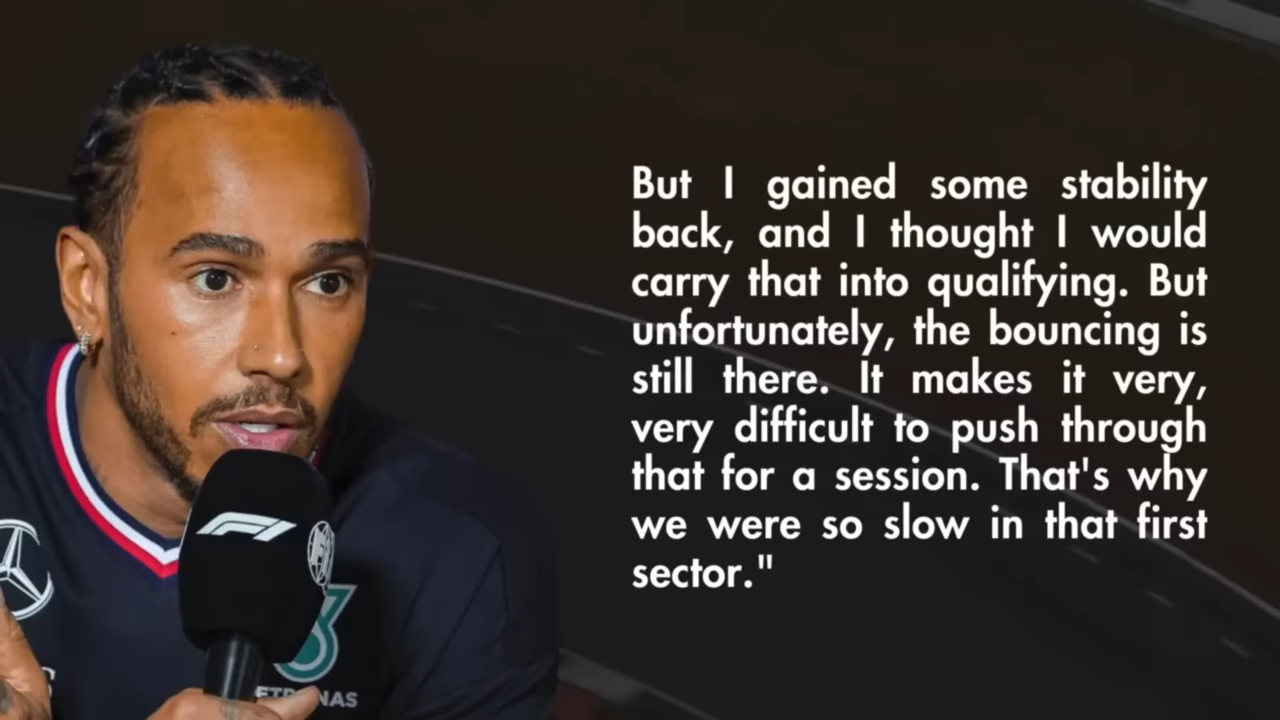 But I gained some stability
back, and I thought I would
carry that into qualifying. But
unfortunately, the bouncing is
still there. It makes it very,
very difficult to push through
that for a session. That's why
we were so slow in that first
sector."
F1
PETRONAS